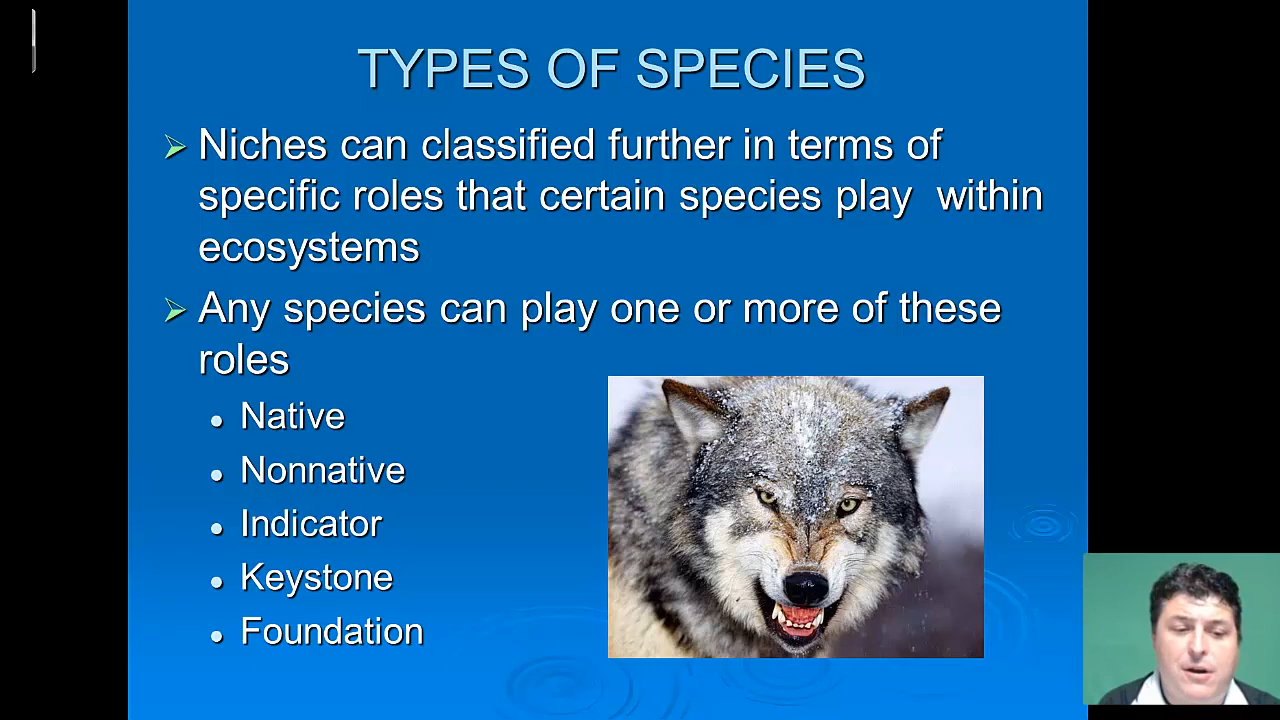 TYPES OF SPECIES
Niches can classified further in terms of
specific roles that certain species play within
ecosystems
Any species can play one or more of these
roles
Native
Nonnative
Indicator
Keystone
Foundation